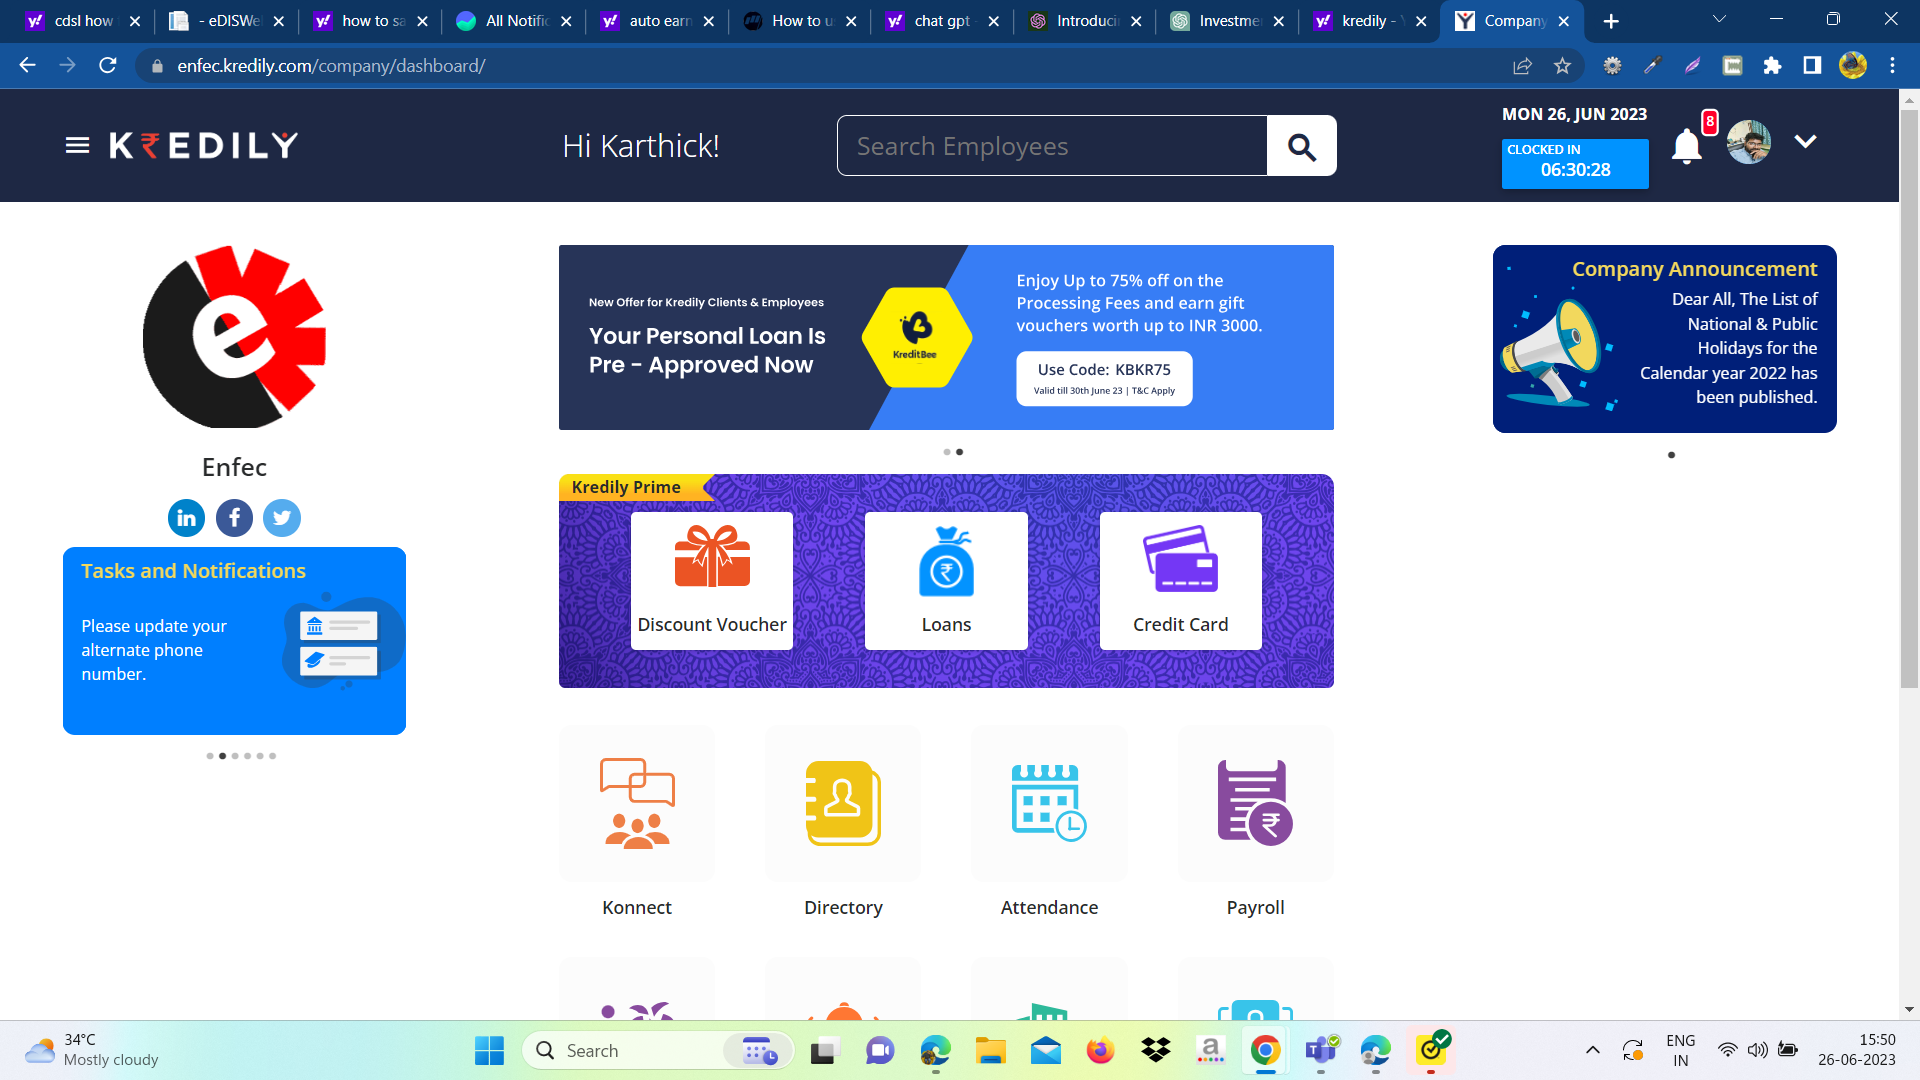 cdsl how
- eDISWe
how to sa
All Notific
auto earn
How to u
chat gpt -
Introduci
Investme
kredily - Y
Company
enfec.kredily.com/company/dashboard/
KREDILY
Hi Karthick!
Search Employees
MON 26, JUN 2023
CLOCKED IN
06:30:28
8
Enfec
Tasks and Notifications
Please update your
alternate phone
number.
New Offer for Kredily Clients & Employees
Your Personal Loan Is
Pre - Approved Now
KreditBee
Enjoy Up to 75% off on the
Processing Fees and earn gift
vouchers worth up to INR 3000.
Use Code: KBKR75
Valid till 30th June 23 | T&C Apply
Company Announcement
Dear All, The List of
National & Public
Holidays for the
Calendar year 2022 has
been published.
Kredily Prime
Discount Voucher
Loans
Credit Card
Konnect
Directory
Attendance
Payroll
34°C
Mostly cloudy
Search
ENG
IN
15:50
26-06-2023